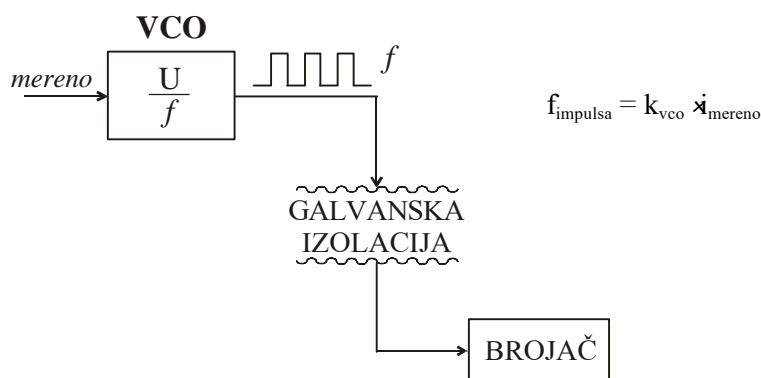 VCO
mereno
U
f
f
f_impulsa = k_vco × i_mereno
GALVANSKA
IZOLACIJA
BROJAČ